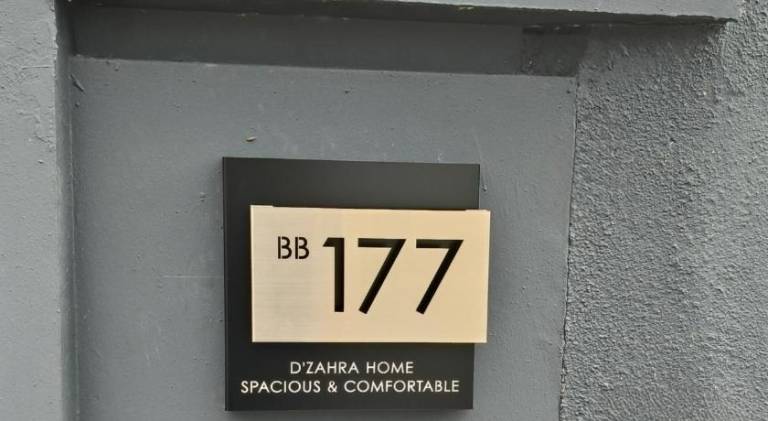 BB 177
D'ZAHRA HOME
SPACIOUS & COMFORTABLE